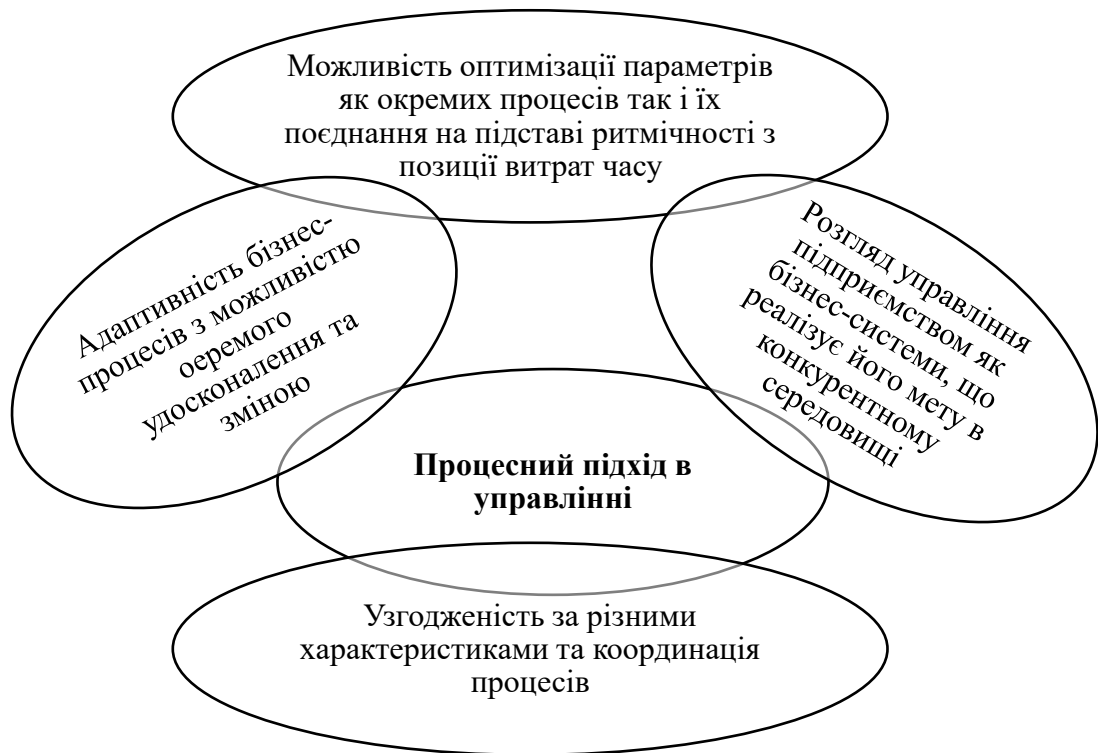 Можливість оптимізації параметрів
як окремих процесів так і їх
поєднання на підставі ритмічності з
позиції витрат часу
Адаптивність бізнес-
процесів з можливістю
оеремого
удосконалення та
зміною
Розгляд управління
підприємством як
бізнес-системи, що
реалізує його мету в
конкурентному
середовищі
Процесний підхід в
управлінні
Узгодженість за різними
характеристиками та координація
процесів